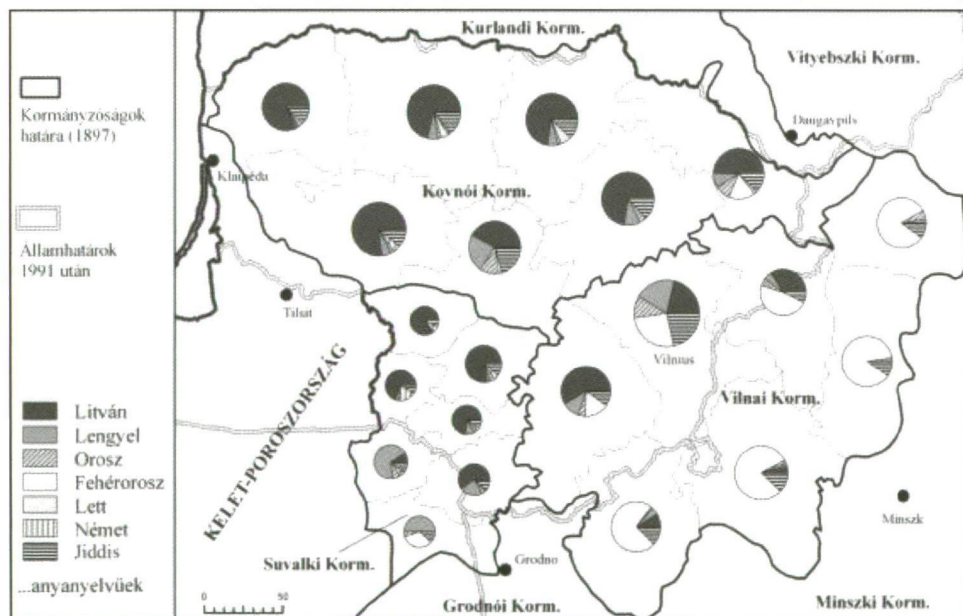 Kormányzóságok
határa (1897)
Államhatárok
1991 után
Litván
Lengyel
Orosz
Fehérorosz
Lett
Német
Jiddis
...anyanyelvűek
Kurlandi Korm.
Vityebszki Korm.
Daugavpils
Klaipéda
Kovnói Korm.
Tilsit
KELET-POROSZORSZÁG
Vilnius
Vilnai Korm.
Minszk
Suvalki Korm.
Grodno
Grodnói Korm.
Minszki Korm.
0 50